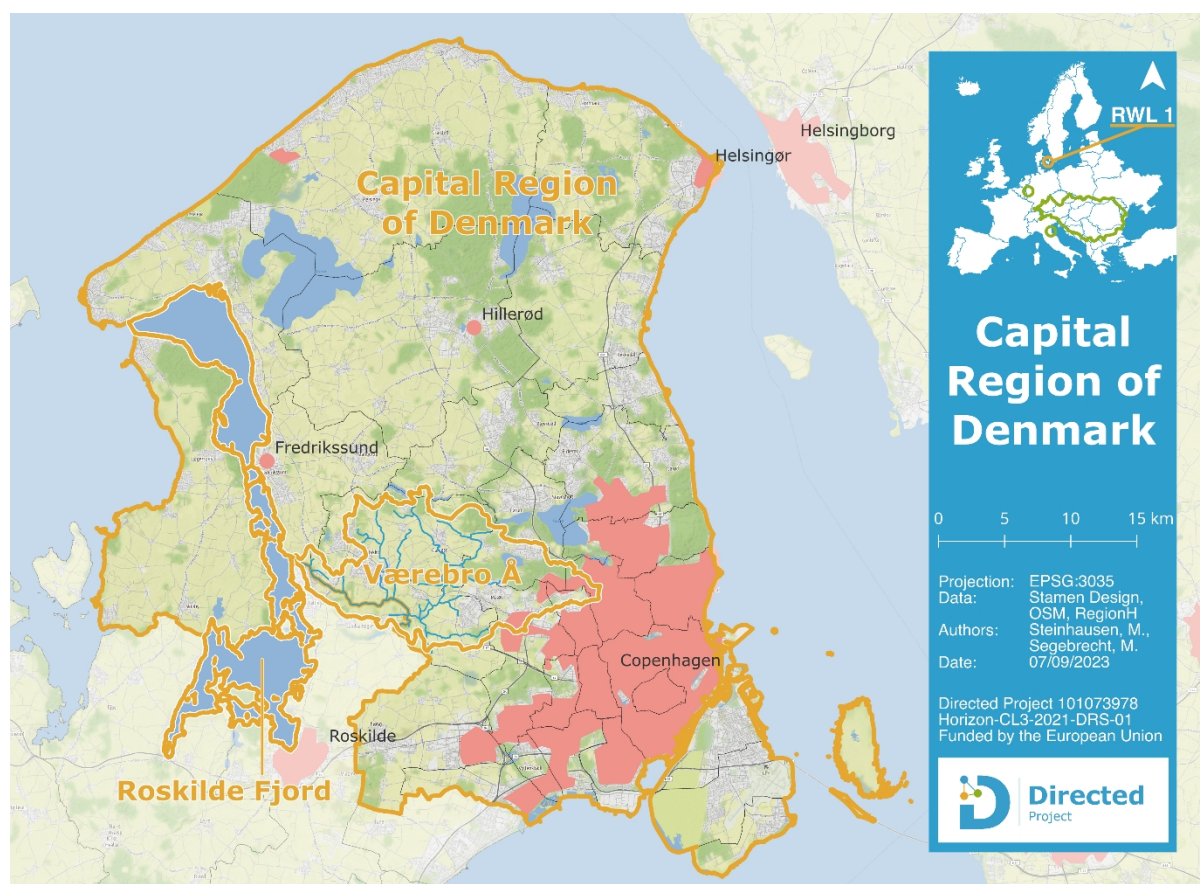 Helsingborg
Helsingør
Capital Region
of Denmark
Hillerød
Fredrikssund
Værebro Å
Copenhagen
Roskilde
Roskilde Fjord
RWL 1
Capital
Region of
Denmark
0 5 10 15 km
Projection: EPSG:3035
Data: Stamen Design,
OSM, RegionH
Authors: Steinhausen, M.,
Segebrecht, M.
Date: 07/09/2023
Directed Project 101073978
Horizon-CL3-2021-DRS-01
Funded by the European Union
D
Directed
Project